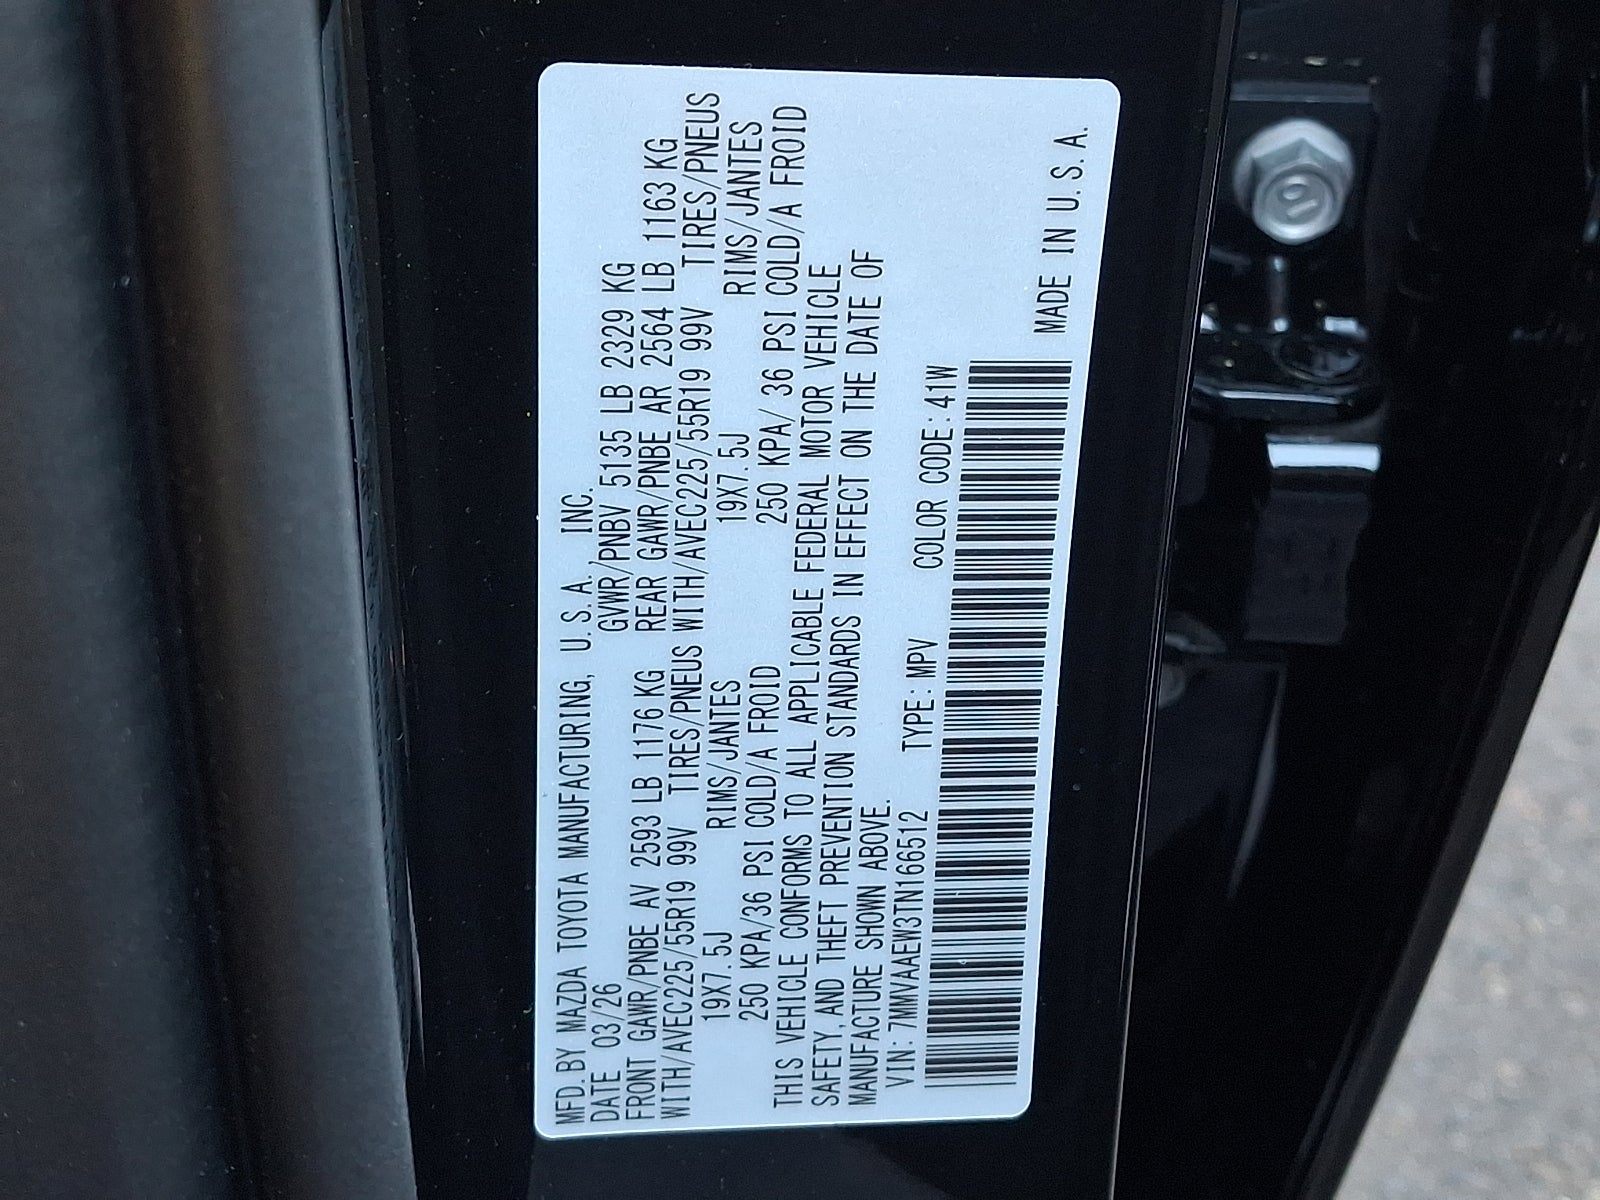 MFD. BY MAZDA TOYOTA MANUFACTURING, U.S.A., INC.
DATE 03/26 GVWR/PNBV 5135 LB 2329 KG
FRONT GAWR/PNBE AV 2593 LB 1176 KG REAR GAWR/PNBE AR 2564 LB 1163 KG
WITH/AVEC225/55R19 99V TIRES/PNEUS WITH/AVEC225/55R19 99V TIRES/PNEUS
19X7.5J RIMS/JANTES 19X7.5J RIMS/JANTES
250 KPA/36 PSI COLD/A FROID 250 KPA/ 36 PSI COLD/A FROID
THIS VEHICLE CONFORMS TO ALL APPLICABLE FEDERAL MOTOR VEHICLE
SAFETY, AND THEFT PREVENTION STANDARDS IN EFFECT ON THE DATE OF
MANUFACTURE SHOWN ABOVE.
VIN: 7MMVAAEW3TN166512 TYPE: MPV COLOR CODE: 41W
MADE IN U.S.A.